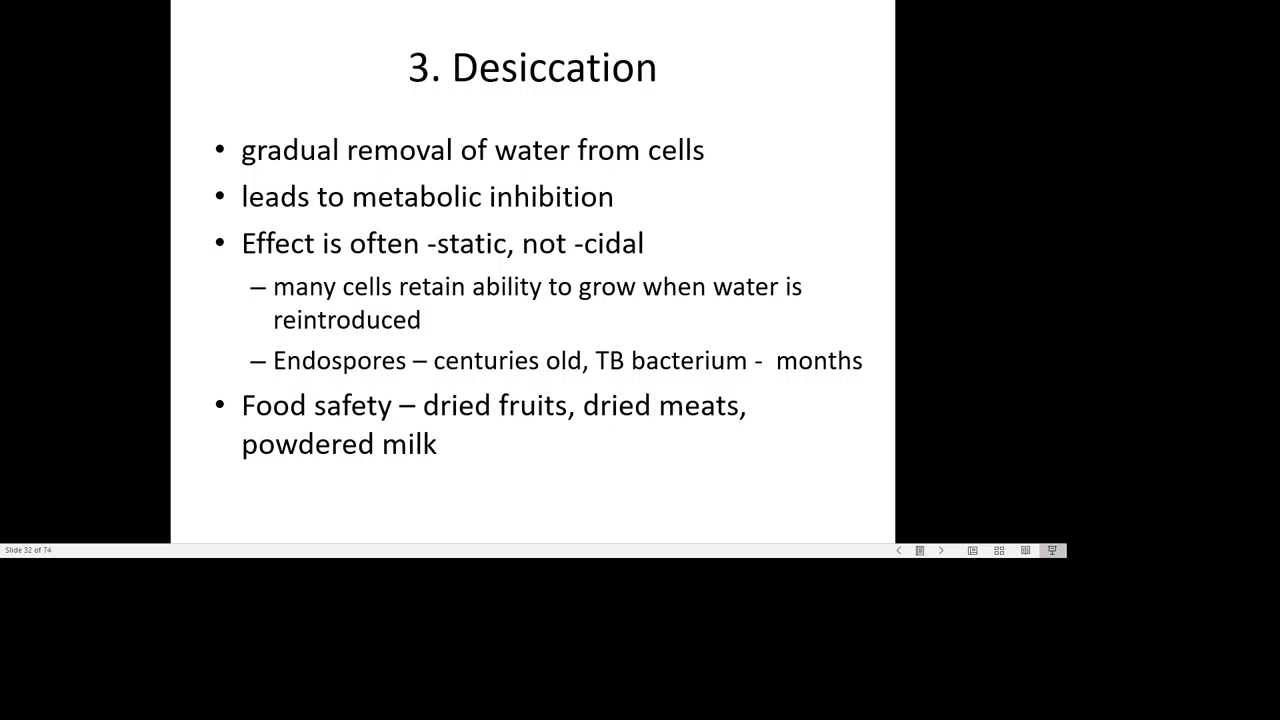 3. Desiccation
• gradual removal of water from cells
• leads to metabolic inhibition
• Effect is often -static, not -cidal
– many cells retain ability to grow when water is
reintroduced
– Endospores – centuries old, TB bacterium -  months
• Food safety – dried fruits, dried meats,
powdered milk
Slide 32 of 74